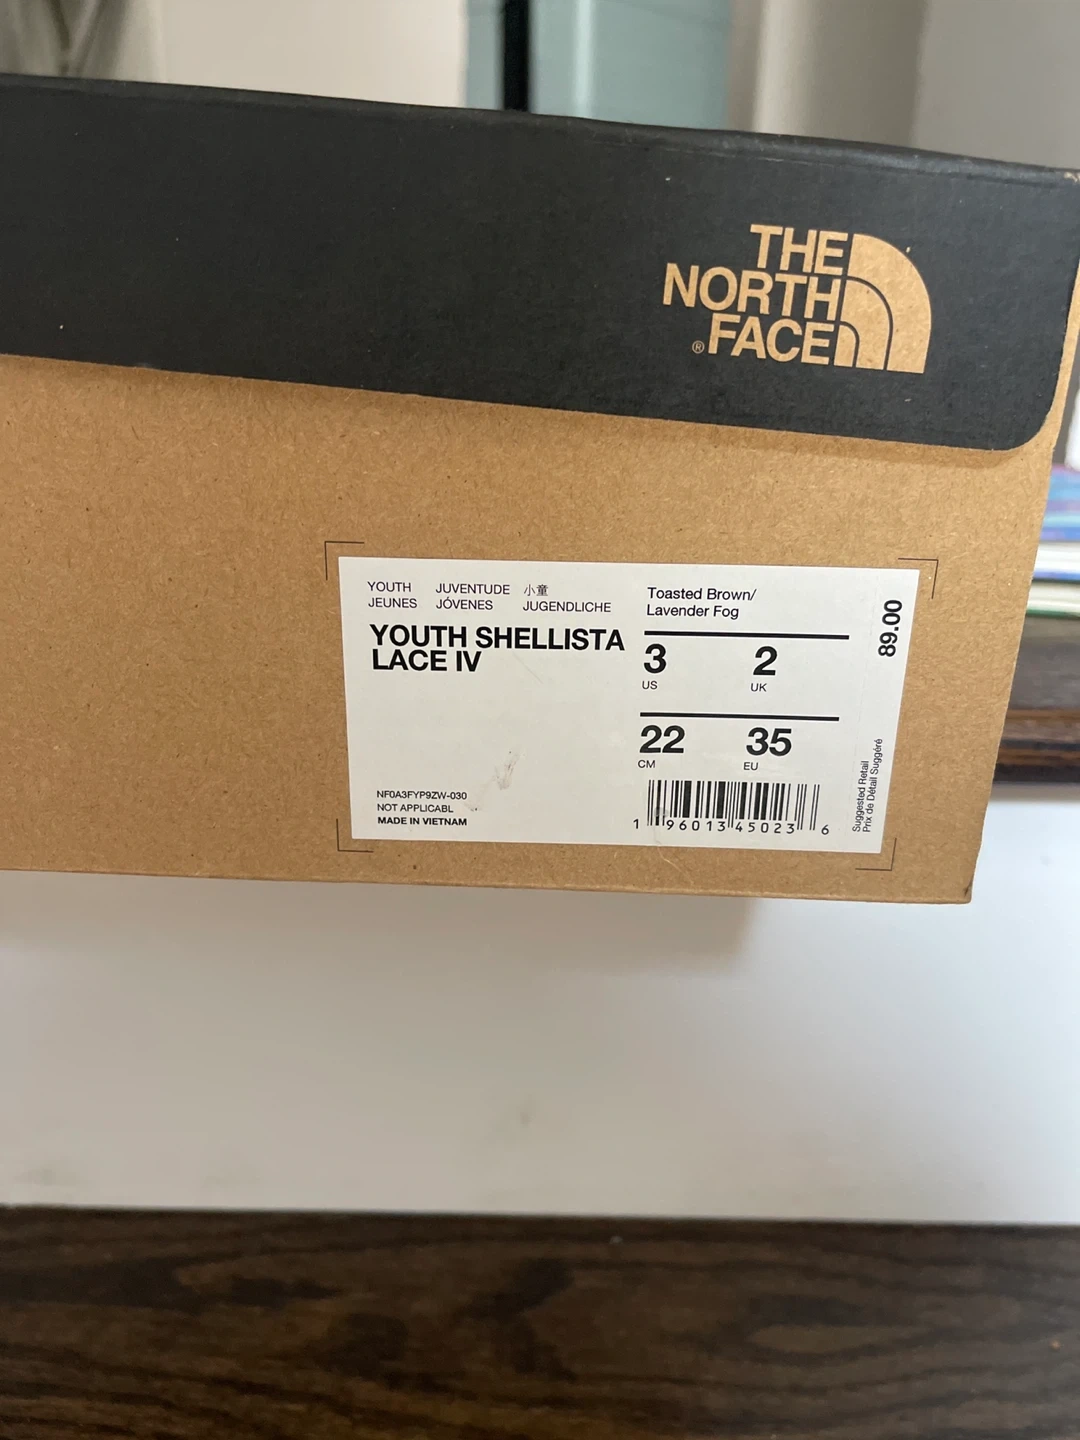 THE
NORTH
® FACE
YOUTH JUVENTUDE 小童
JEUNES JÓVENES JUGENDLICHE
YOUTH SHELLISTA
LACE IV
NF0A3FYP9ZW-030
NOT APPLICABL
MADE IN VIETNAM
Toasted Brown/
Lavender Fog
3 2
US UK
22 35
CM EU
1 96013 45023 6
89.00
Suggested Retail
Prix de Détail Suggéré